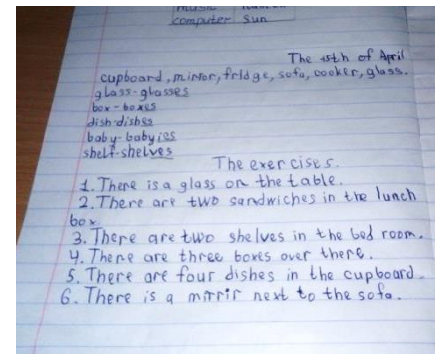 computer sun
The 15th of April
cupboard, mirror, fridge, sofa, cooker, glass.
glass-glasses
box-boxes
dish-dishes
baby-babyies
shelf-shelves
The exercises.
1. There is a glass on the table.
2. There are two sandwiches in the lunch
box.
3. There are two shelves in the bed room.
4. There are three boxes over there.
5. There are four dishes in the cupboard.
6. There is a mirrir next to the sofa.